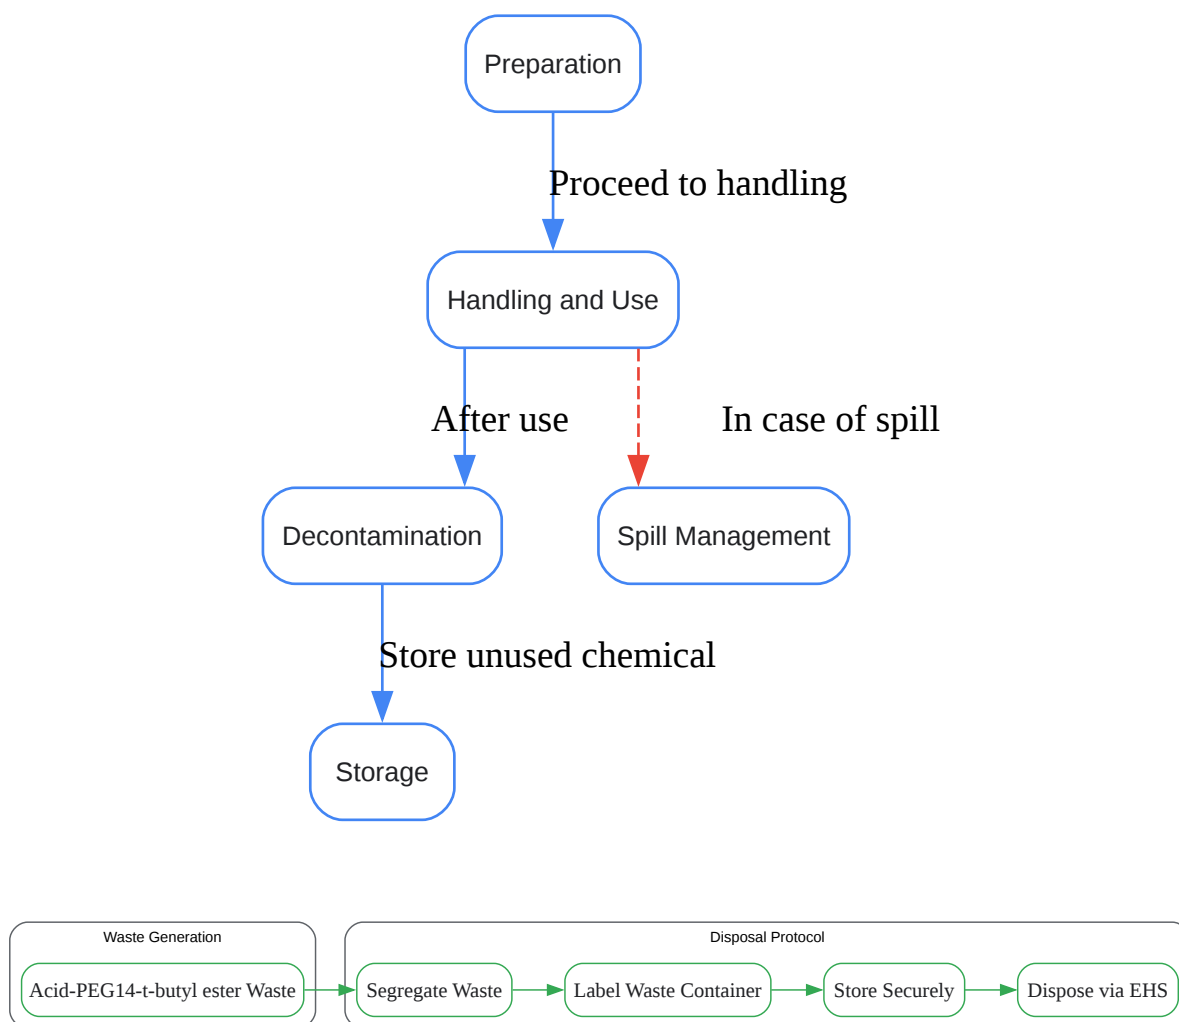 Preparation
Proceed to handling
Handling and Use
After use
In case of spill
Decontamination
Spill Management
Store unused chemical
Storage
Waste Generation
Disposal Protocol
Acid-PEG14-t-butyl ester Waste
Segregate Waste
Label Waste Container
Store Securely
Dispose via EHS